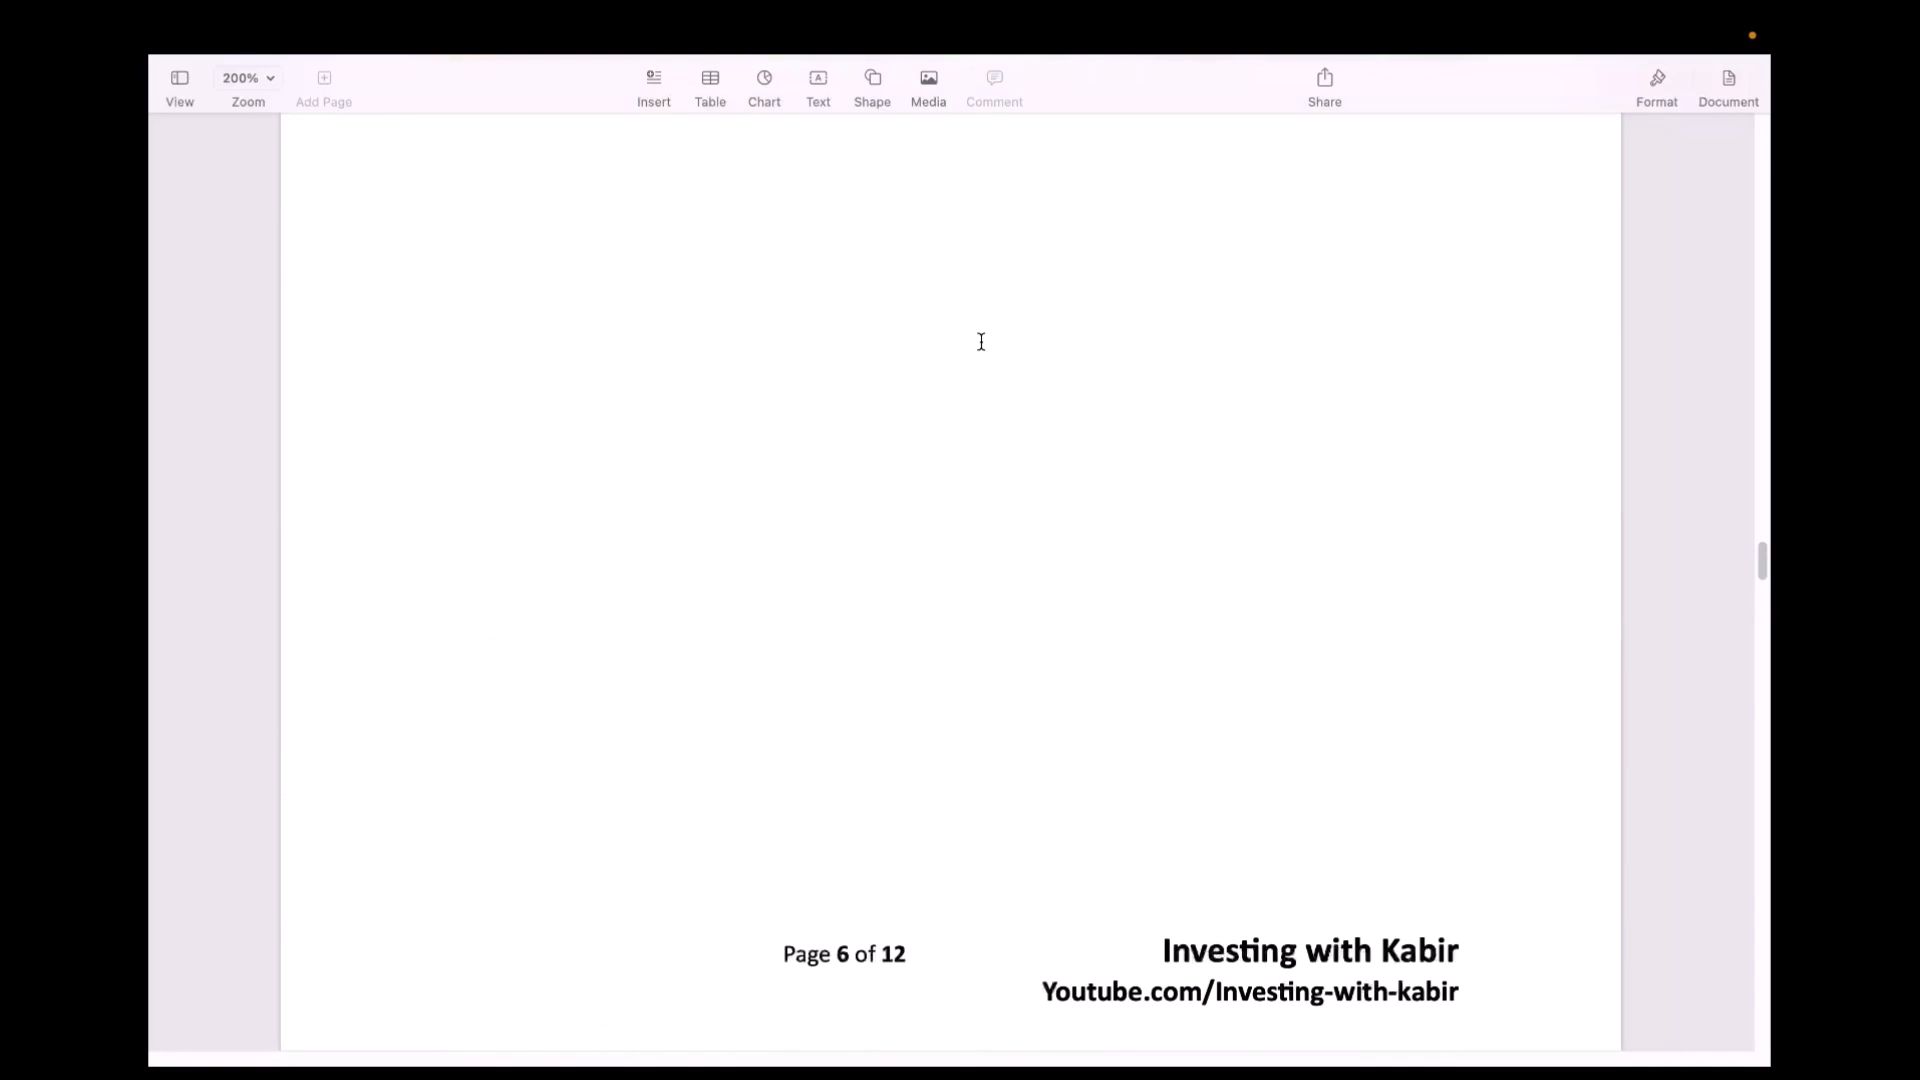 200%
View
Zoom
Add Page
Insert
Table
Chart
Text
Shape
Media
Comment
Share
Format
Document
Page 6 of 12
Investing with Kabir
Youtube.com/Investing-with-kabir